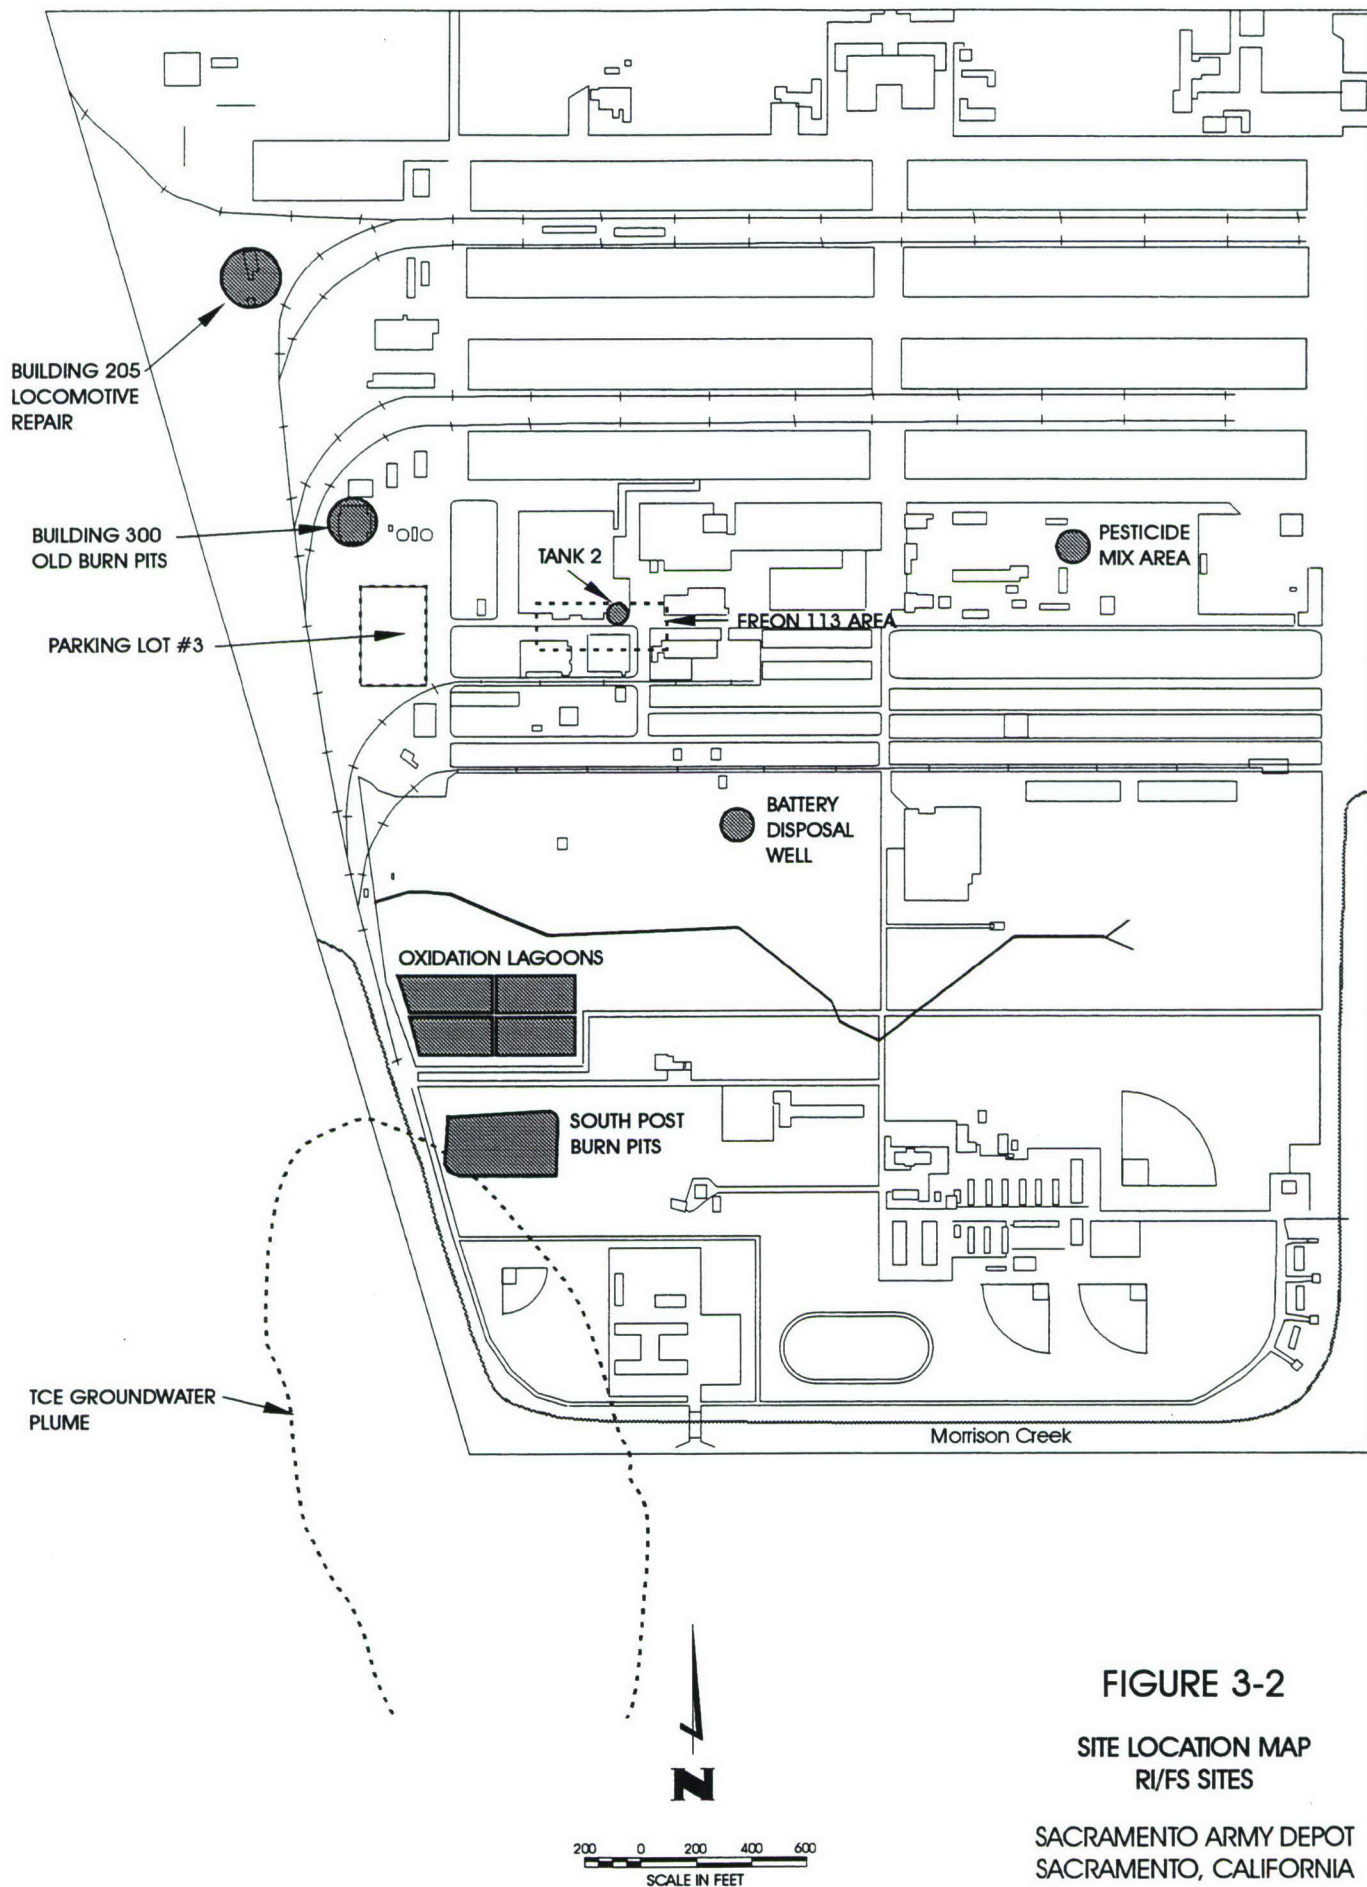 BUILDING 205
LOCOMOTIVE
REPAIR
BUILDING 300
OLD BURN PITS
TANK 2
PESTICIDE
MIX AREA
FREON 113 AREA
PARKING LOT #3
BATTERY
DISPOSAL
WELL
OXIDATION LAGOONS
SOUTH POST
BURN PITS
TCE GROUNDWATER
PLUME
Morrison Creek
N
200 0 200 400 600
SCALE IN FEET
FIGURE 3-2
SITE LOCATION MAP
RI/FS SITES
SACRAMENTO ARMY DEPOT
SACRAMENTO, CALIFORNIA